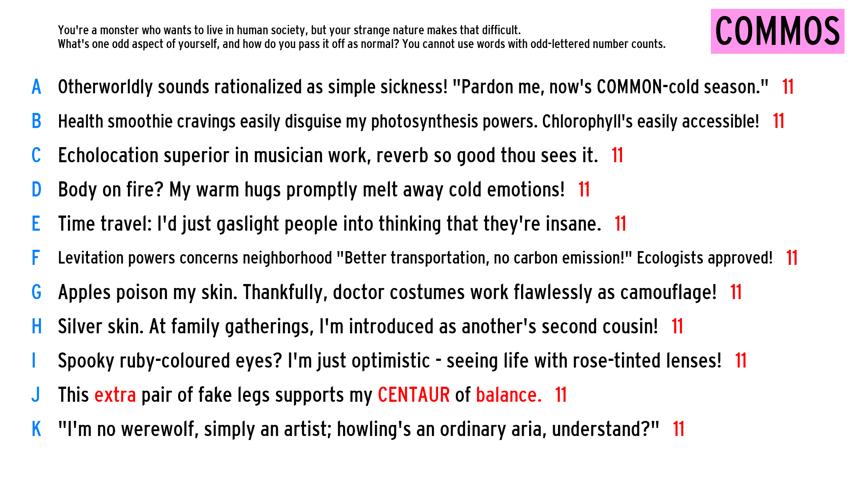 You're a monster who wants to live in human society, but your strange nature makes that difficult.
What's one odd aspect of yourself, and how do you pass it off as normal? You cannot use words with odd-lettered number counts.
COMMOS
A Otherworldly sounds rationalized as simple sickness! "Pardon me, now's COMMON-cold season." 11
B Health smoothie cravings easily disguise my photosynthesis powers. Chlorophyll's easily accessible! 11
C Echolocation superior in musician work, reverb so good thou sees it. 11
D Body on fire? My warm hugs promptly melt away cold emotions! 11
E Time travel: I'd just gaslight people into thinking that they're insane. 11
F Levitation powers concerns neighborhood "Better transportation, no carbon emission!" Ecologists approved! 11
G Apples poison my skin. Thankfully, doctor costumes work flawlessly as camouflage! 11
H Silver skin. At family gatherings, I'm introduced as another's second cousin! 11
I Spooky ruby-coloured eyes? I'm just optimistic - seeing life with rose-tinted lenses! 11
J This extra pair of fake legs supports my CENTAUR of balance. 11
K "I'm no werewolf, simply an artist; howling's an ordinary aria, understand?" 11